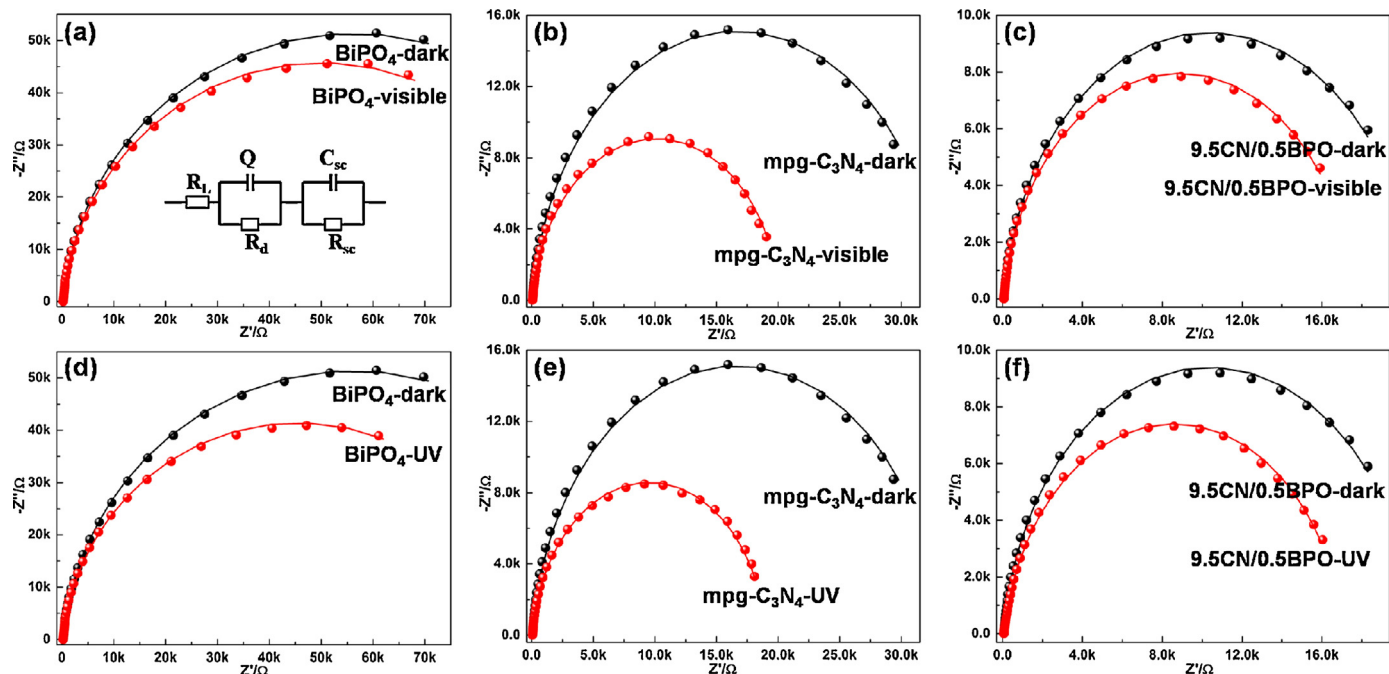 (a)
BiPO₄-dark
BiPO₄-visible
Q
C_sc
R_L
R_d
R_sc
-Z''/Ω
50k
40k
30k
20k
10k
0
0 10k 20k 30k 40k 50k 60k 70k
Z'/Ω
(b)
mpg-C₃N₄-dark
mpg-C₃N₄-visible
-Z''/Ω
16.0k
12.0k
8.0k
4.0k
0.0
0.0 5.0k 10.0k 15.0k 20.0k 25.0k 30.0k
Z'/Ω
(c)
9.5CN/0.5BPO-dark
9.5CN/0.5BPO-visible
-Z''/Ω
10.0k
8.0k
6.0k
4.0k
2.0k
0.0
0.0 4.0k 8.0k 12.0k 16.0k
Z'/Ω
(d)
BiPO₄-dark
BiPO₄-UV
-Z''/Ω
50k
40k
30k
20k
10k
0
0 10k 20k 30k 40k 50k 60k 70k
Z'/Ω
(e)
mpg-C₃N₄-dark
mpg-C₃N₄-UV
-Z''/Ω
16.0k
12.0k
8.0k
4.0k
0.0
0.0 5.0k 10.0k 15.0k 20.0k 25.0k 30.0k
Z'/Ω
(f)
9.5CN/0.5BPO-dark
9.5CN/0.5BPO-UV
-Z''/Ω
10.0k
8.0k
6.0k
4.0k
2.0k
0.0
0.0 4.0k 8.0k 12.0k 16.0k
Z'/Ω